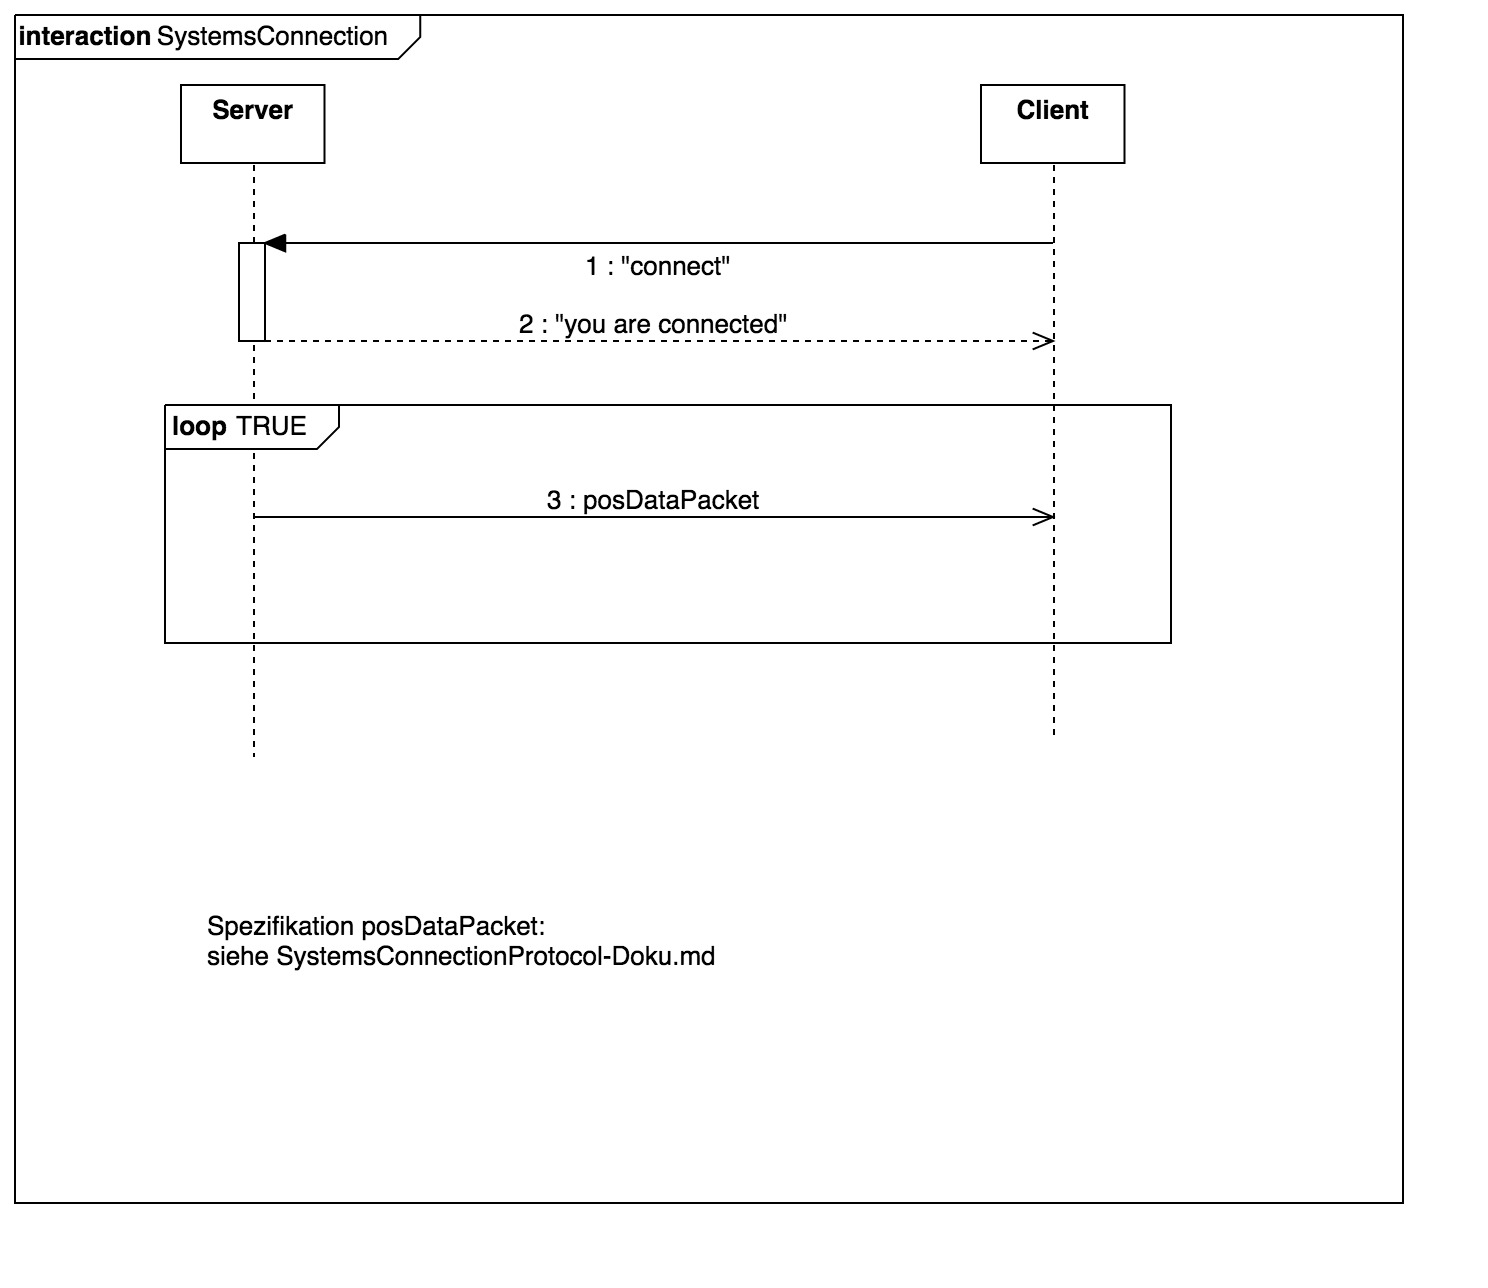 interaction SystemsConnection
Server
Client
1 : "connect"
2 : "you are connected"
loop TRUE
3 : posDataPacket
Spezifikation posDataPacket:
siehe SystemsConnectionProtocol-Doku.md